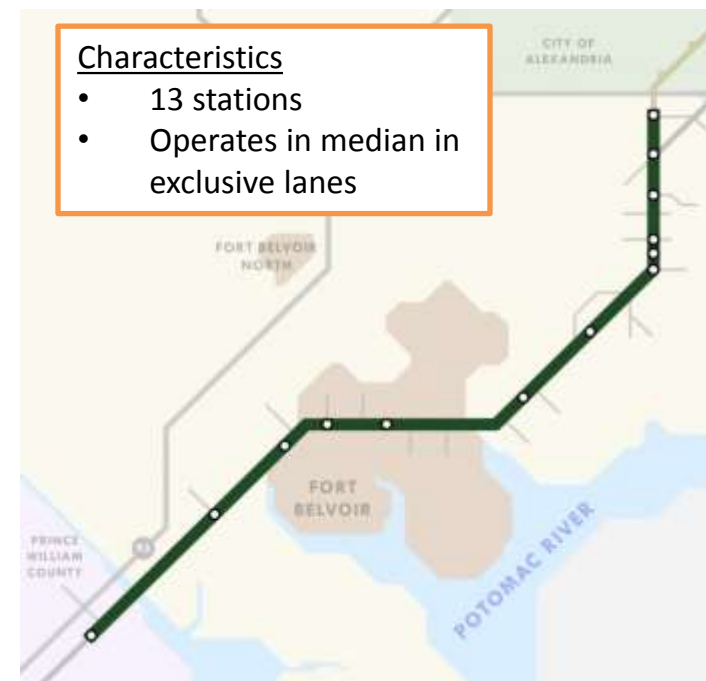 Characteristics
• 13 stations
• Operates in median in
exclusive lanes
CITY OF
ALEXANDRIA
FORT BELVOIR
NORTH
FORT
BELVOIR
POTOMAC RIVER
PRINCE
WILLIAM
COUNTY